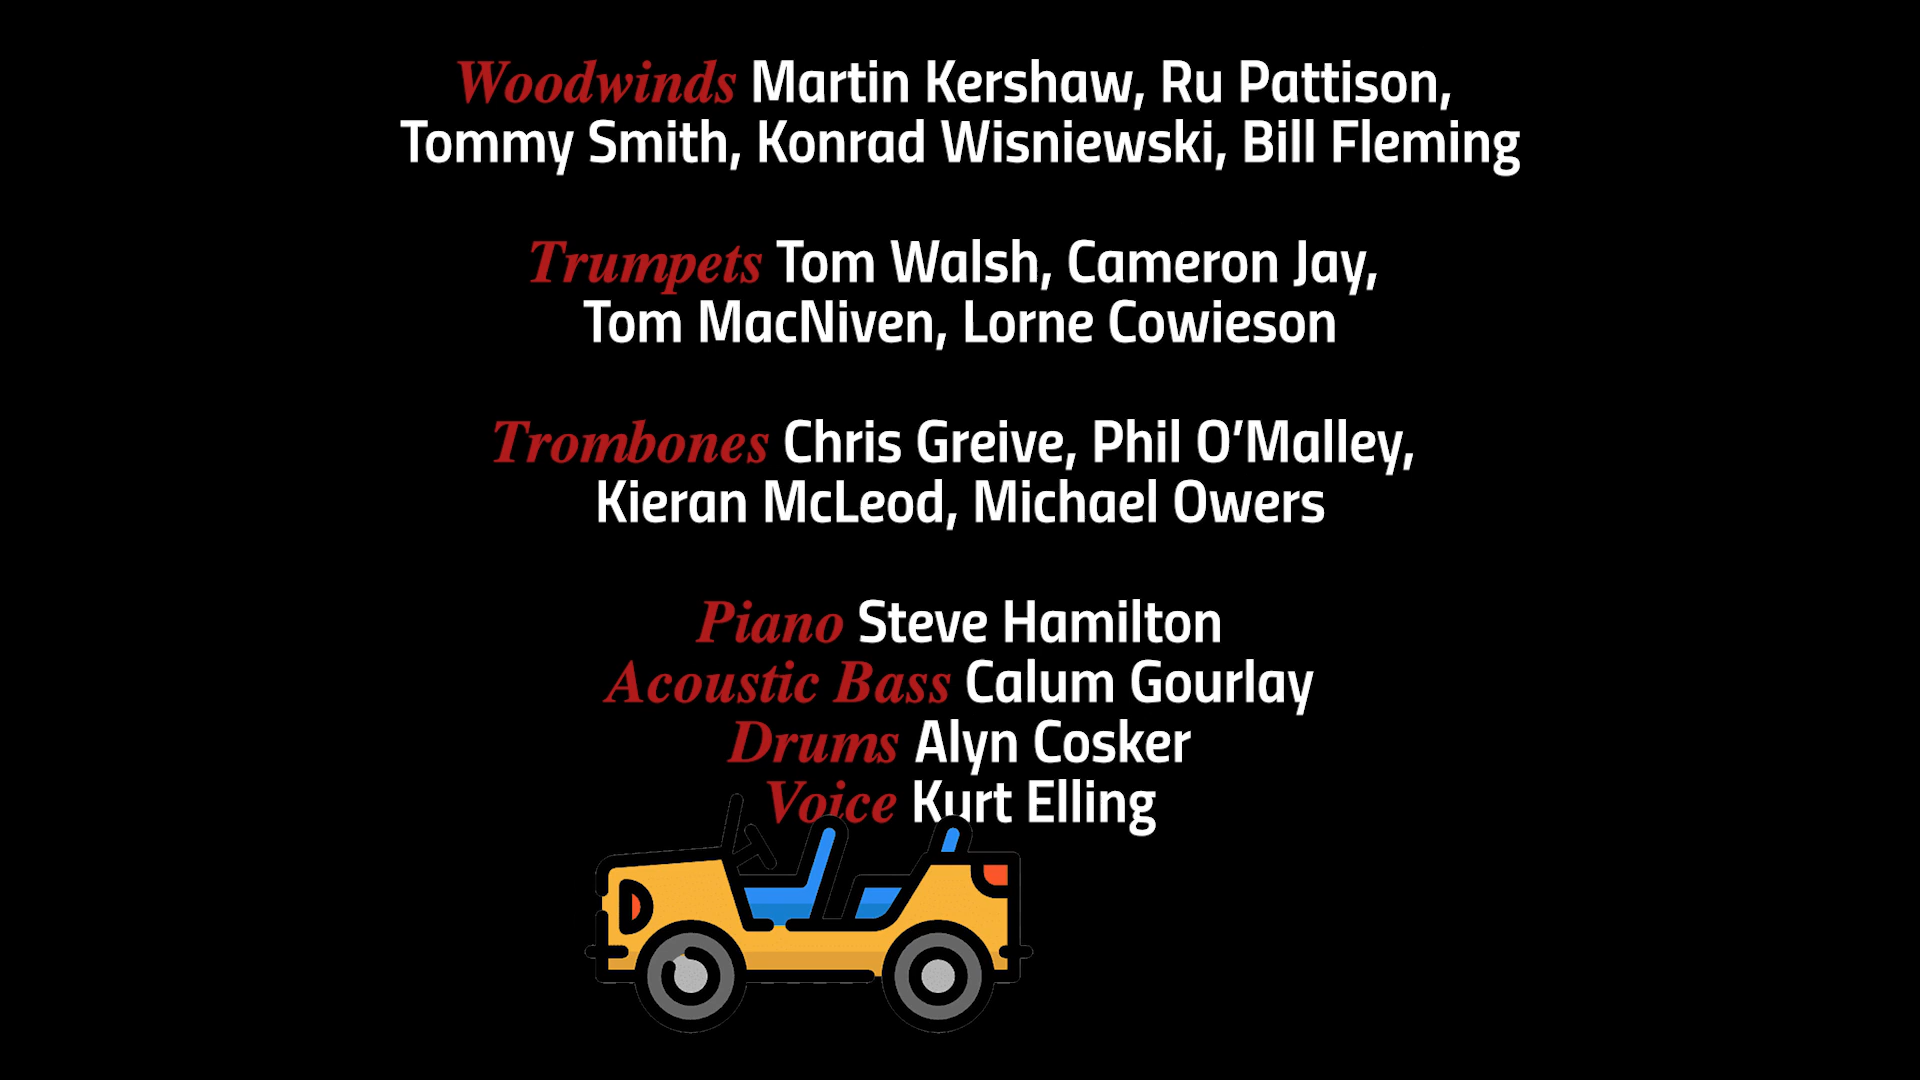 Woodwinds Martin Kershaw, Ru Pattison,
Tommy Smith, Konrad Wisniewski, Bill Fleming
Trumpets Tom Walsh, Cameron Jay,
Tom MacNiven, Lorne Cowieson
Trombones Chris Greive, Phil O’Malley,
Kieran McLeod, Michael Owers
Piano Steve Hamilton
Acoustic Bass Calum Gourlay
Drums Alyn Cosker
Voice Kurt Elling